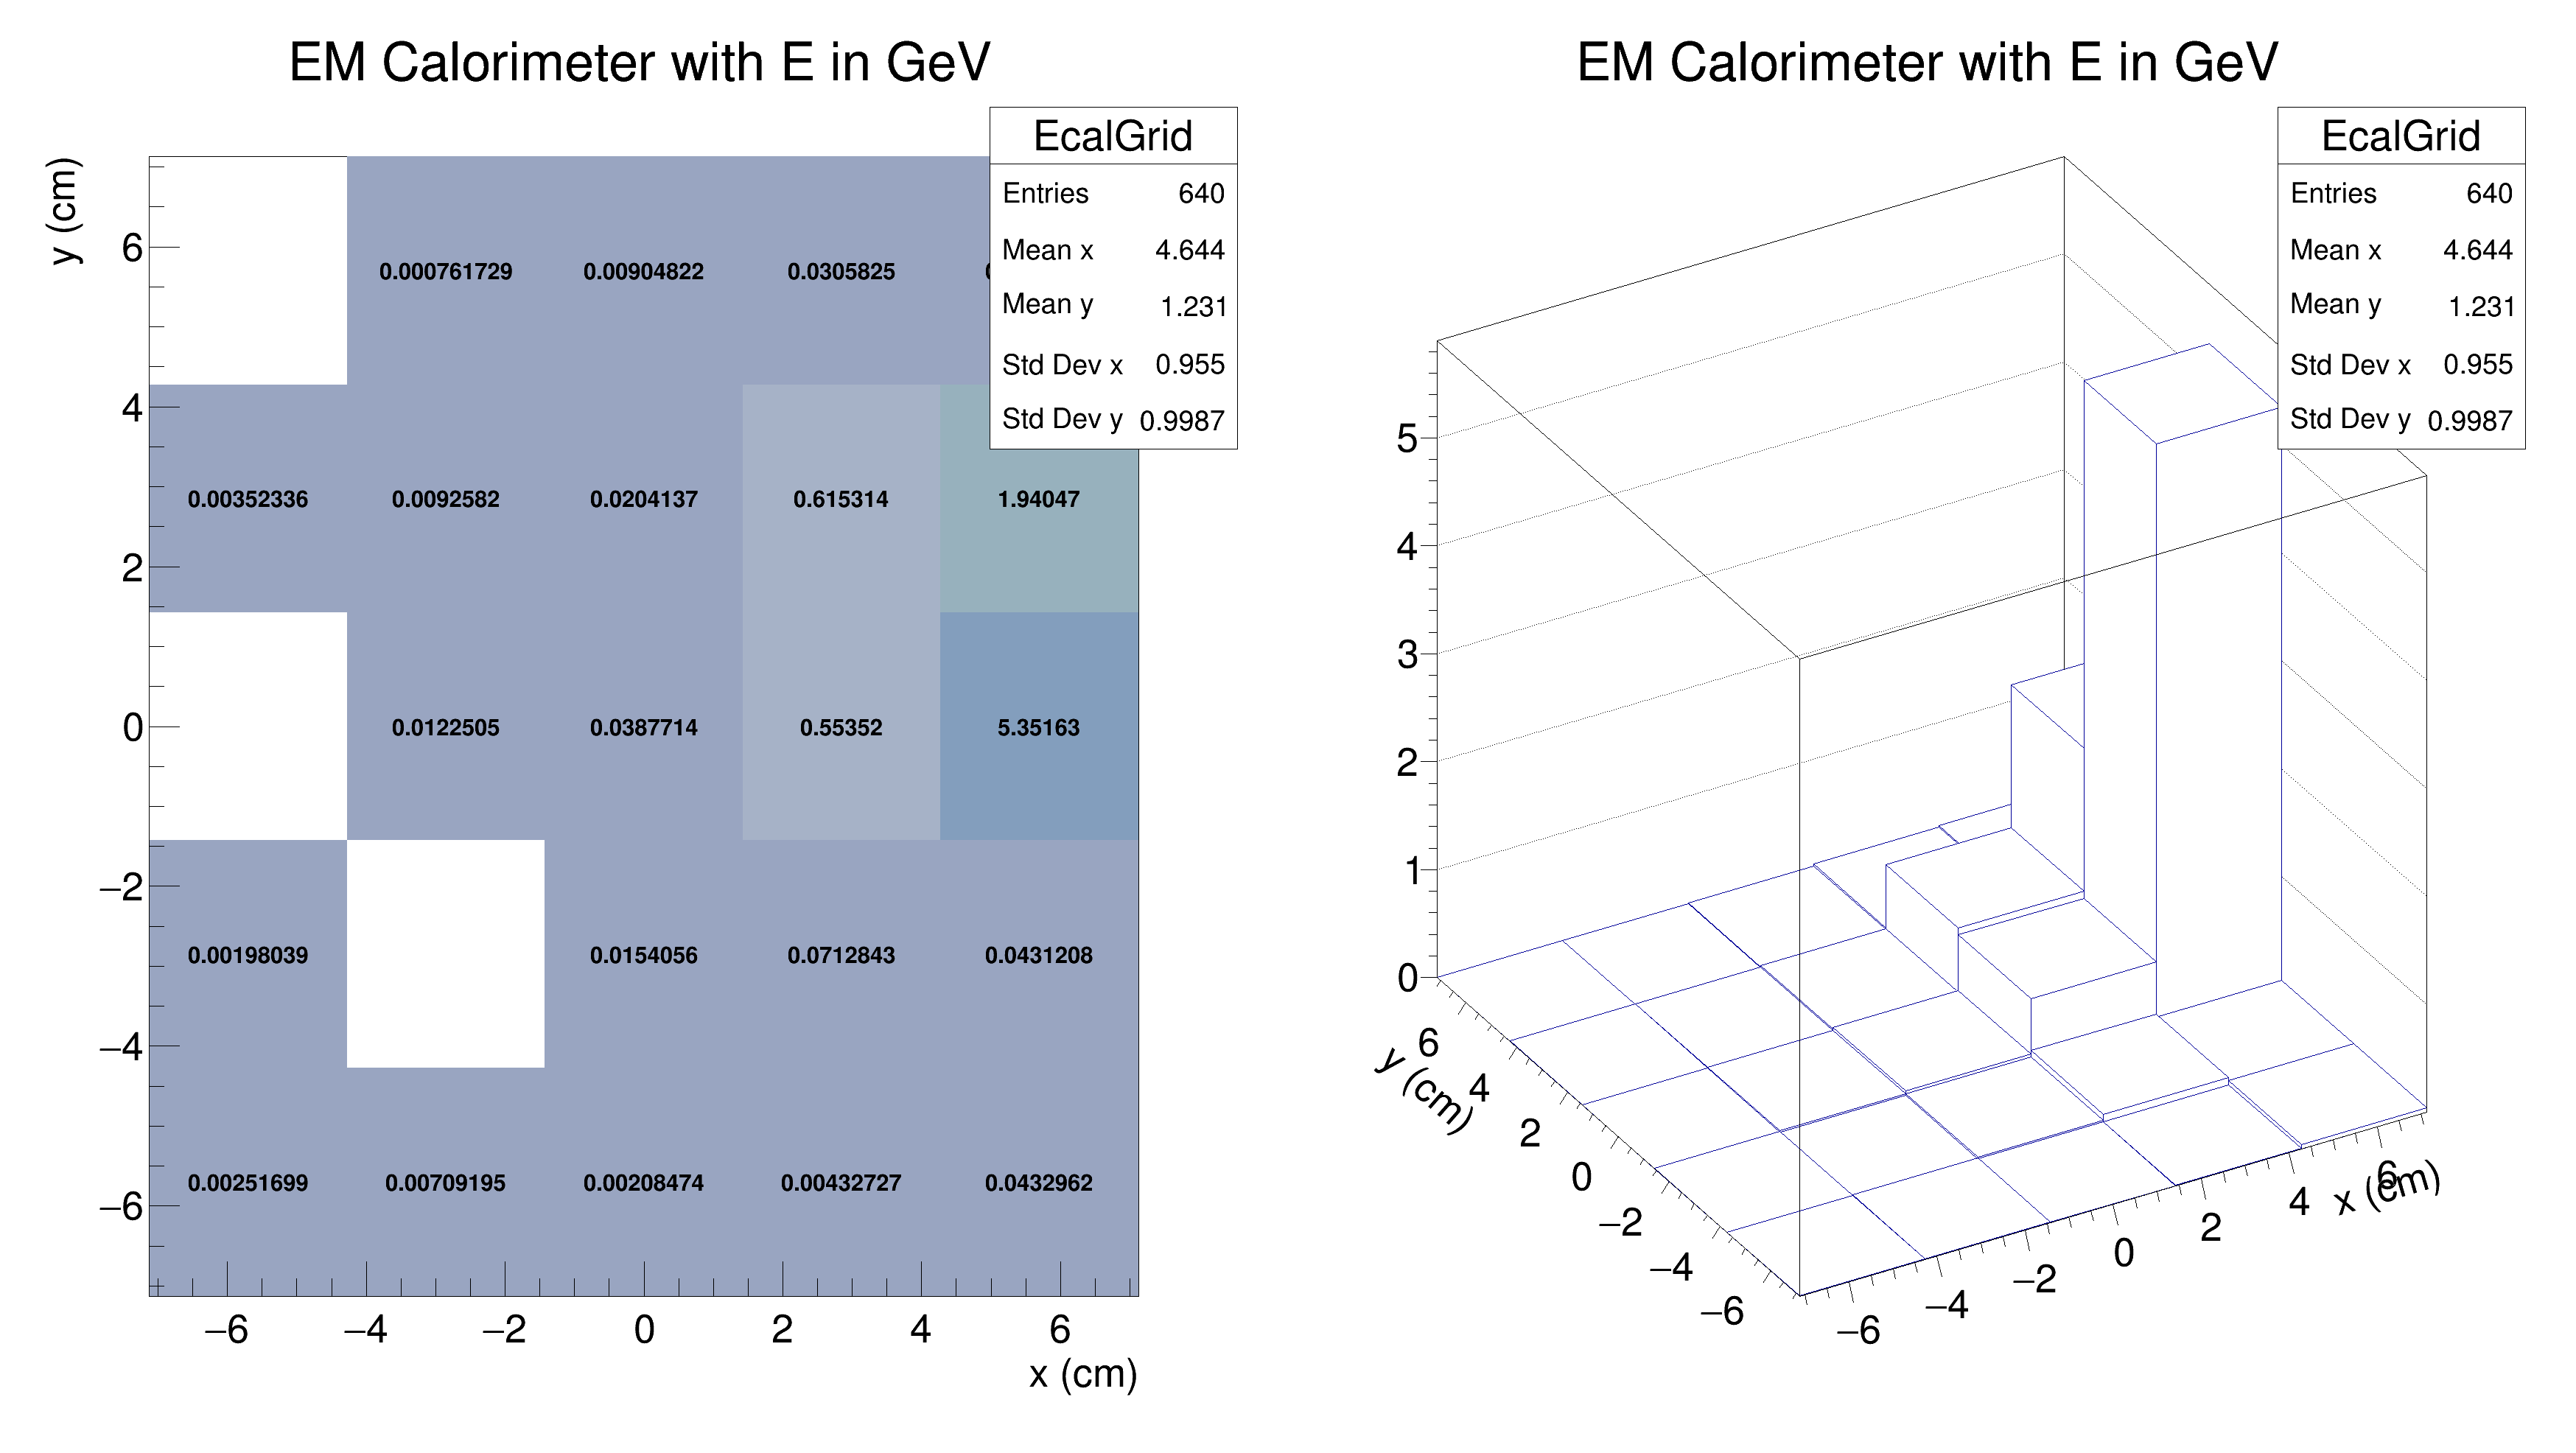 EM Calorimeter with E in GeV
EcalGrid
Entries 640
Mean x 4.644
Mean y 1.231
Std Dev x 0.955
Std Dev y 0.9987
y (cm)
6
4
2
0
−2
−4
−6
0.000761729 0.00904822 0.0305825
0.00352336 0.0092582 0.0204137 0.615314 1.94047
0.0122505 0.0387714 0.55352 5.35163
0.00198039 0.0154056 0.0712843 0.0431208
0.00251699 0.00709195 0.00208474 0.00432727 0.0432962
−6 −4 −2 0 2 4 6
x (cm)
EM Calorimeter with E in GeV
EcalGrid
Entries 640
Mean x 4.644
Mean y 1.231
Std Dev x 0.955
Std Dev y 0.9987
5
4
3
2
1
0
y (cm)
6
4
2
0
−2
−4
−6
−6
−4
−2
0
2
4
6
x (cm)